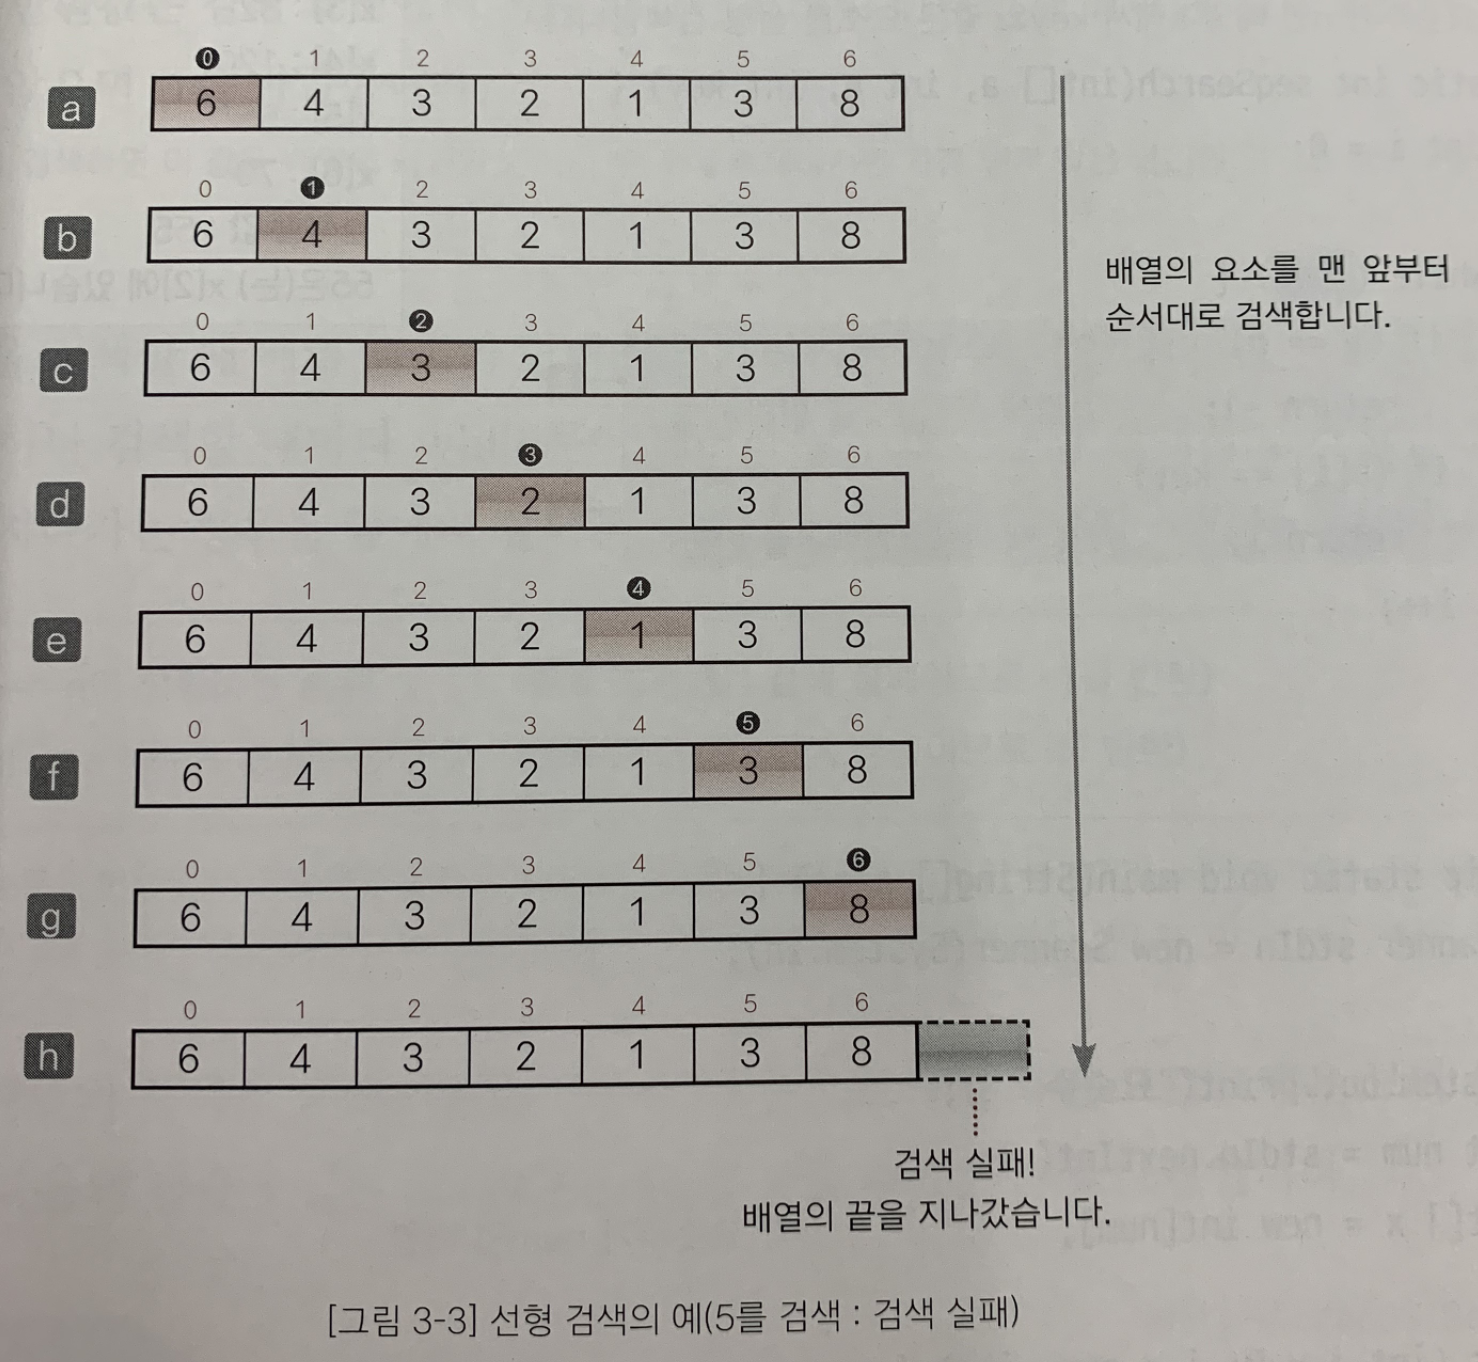 ⓿ 1 2 3 4 5 6
a 6 4 3 2 1 3 8
0 ❶ 2 3 4 5 6
b 6 4 3 2 1 3 8
배열의 요소를 맨 앞부터
순서대로 검색합니다.
0 1 ❷ 3 4 5 6
c 6 4 3 2 1 3 8
0 1 2 ❸ 4 5 6
d 6 4 3 2 1 3 8
0 1 2 3 ❹ 5 6
e 6 4 3 2 1 3 8
0 1 2 3 4 ❺ 6
f 6 4 3 2 1 3 8
0 1 2 3 4 5 ❻
g 6 4 3 2 1 3 8
0 1 2 3 4 5 6
h 6 4 3 2 1 3 8
검색 실패!
배열의 끝을 지나갔습니다.
[그림 3-3] 선형 검색의 예(5를 검색 : 검색 실패)